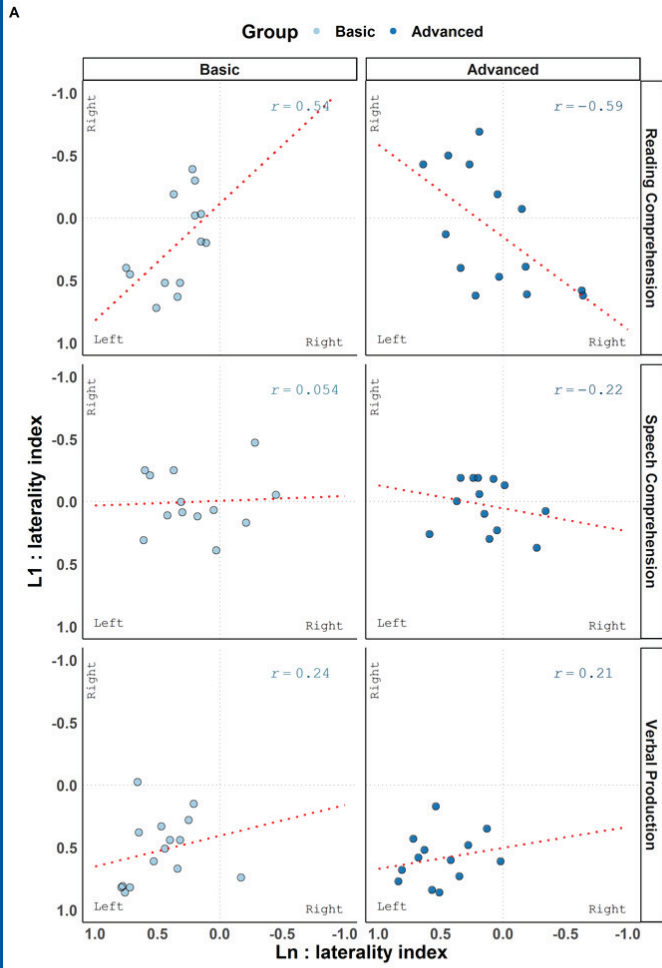 A
Group Basic Advanced
Basic Advanced
-1.0
Right
r = 0.54
Right
r = -0.59
Reading Comprehension
-0.5
0.0
0.5
1.0
Left Right Left Right
-1.0
Right
r = 0.054
Right
r = -0.22
Speech Comprehension
-0.5
0.0
0.5
1.0
Left Right Left Right
L1 : laterality index
-1.0
Right
r = 0.24
Right
r = 0.21
Verbal Production
-0.5
0.0
0.5
1.0
Left Right Left Right
1.0 0.5 0.0 -0.5 -1.0 1.0 0.5 0.0 -0.5 -1.0
Ln : laterality index